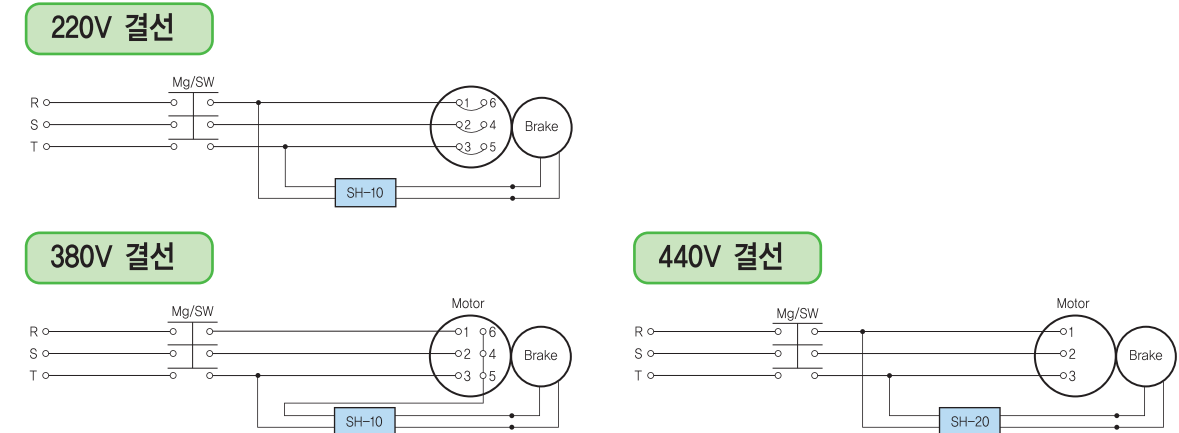 220V 결선
Mg/SW
R
S
T
1 6
2 4
3 5
Brake
SH-10
380V 결선
Mg/SW
R
S
T
Motor
1 6
2 4
3 5
Brake
SH-10
440V 결선
Mg/SW
R
S
T
Motor
1
2
3
Brake
SH-20